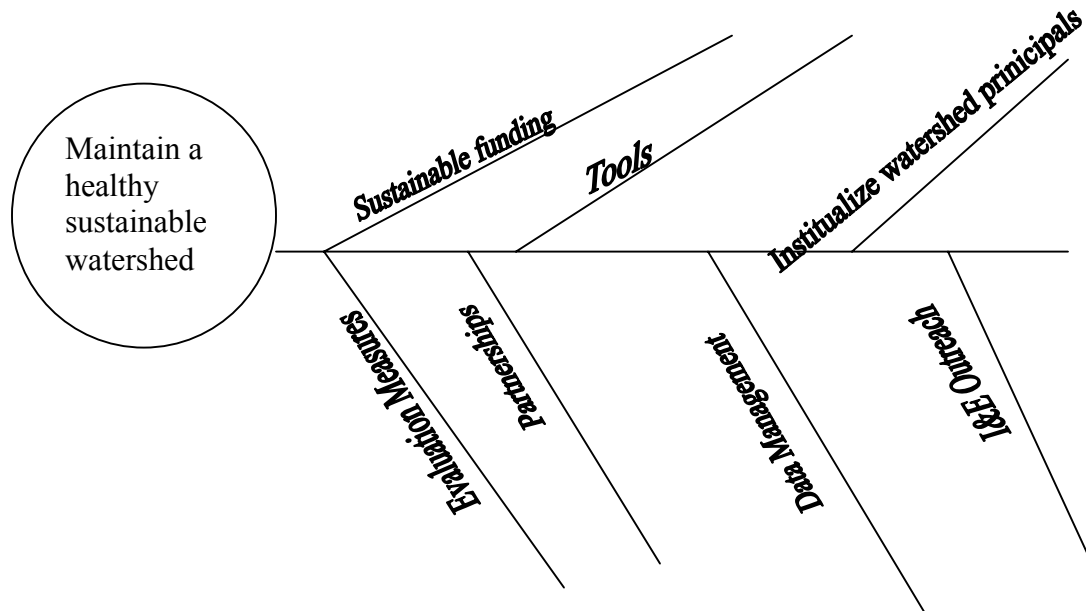 Maintain a
healthy
sustainable
watershed
Sustainable funding
Tools
Institualize watershed prinicipals
Evaluation Measures
Partnerships
Data Management
I&E Outreach